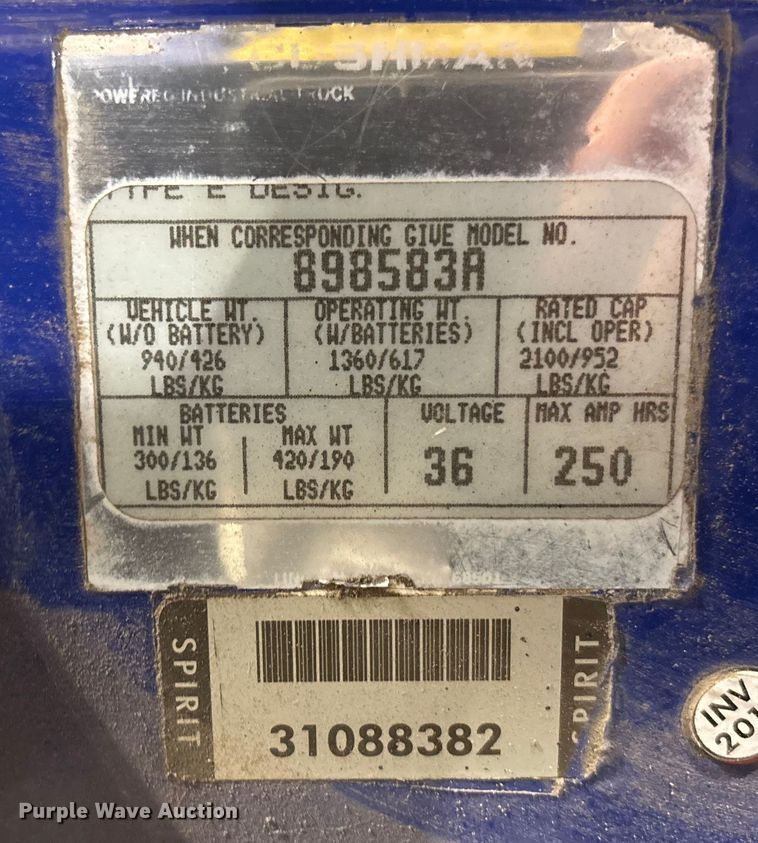 POWERED INDUSTRIAL TRUCK
TYPE E DESIG.
WHEN CORRESPONDING GIVE MODEL NO.
898583A
VEHICLE WT. OPERATING WT. RATED CAP
(W/O BATTERY) (W/BATTERIES) (INCL OPER)
940/426 1360/617 2100/952
LBS/KG LBS/KG LBS/KG
BATTERIES VOLTAGE MAX AMP HRS
MIN WT MAX WT
300/136 420/190 36 250
LBS/KG LBS/KG
SPIRIT SPIRIT
31088382
INV
201
Purple Wave Auction